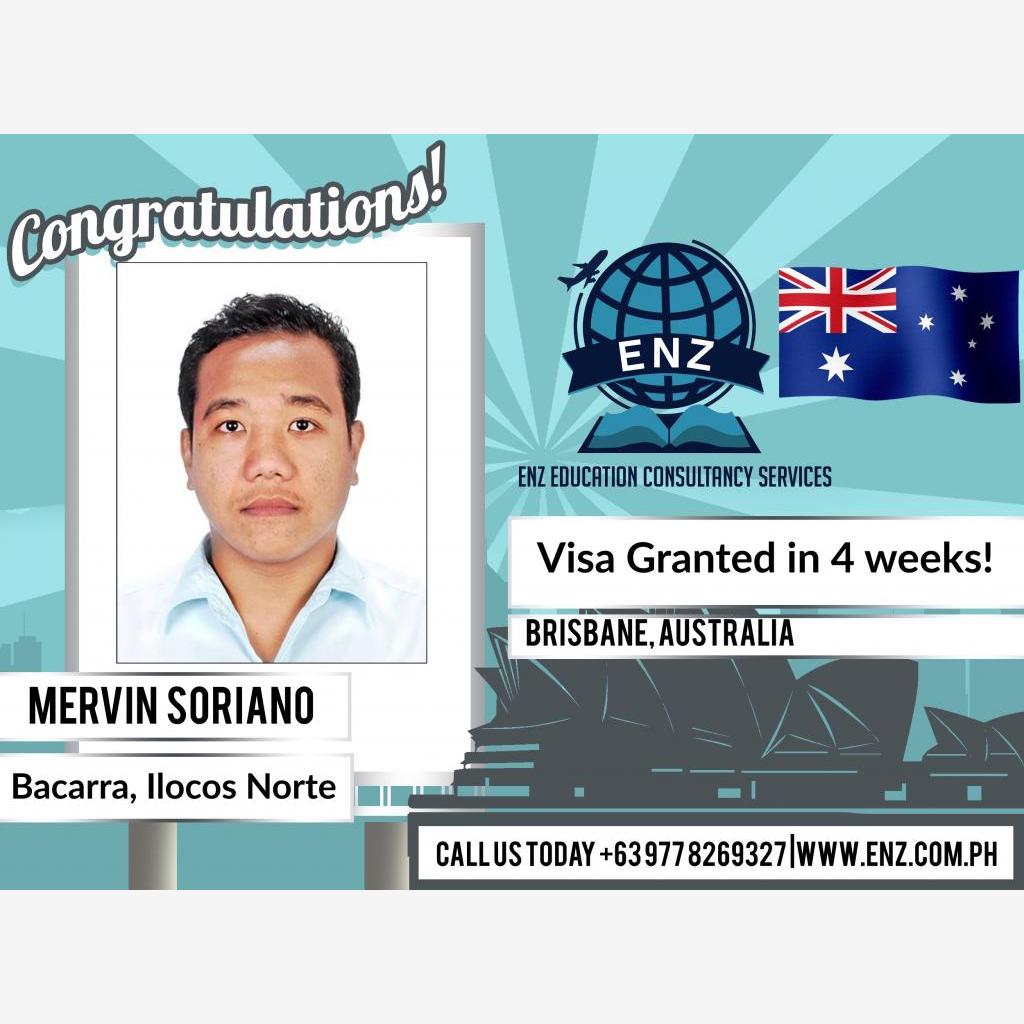 Congratulations!
ENZ
ENZ EDUCATION CONSULTANCY SERVICES
Visa Granted in 4 weeks!
BRISBANE, AUSTRALIA
MERVIN SORIANO
Bacarra, Ilocos Norte
CALL US TODAY +639778269327|WWW.ENZ.COM.PH